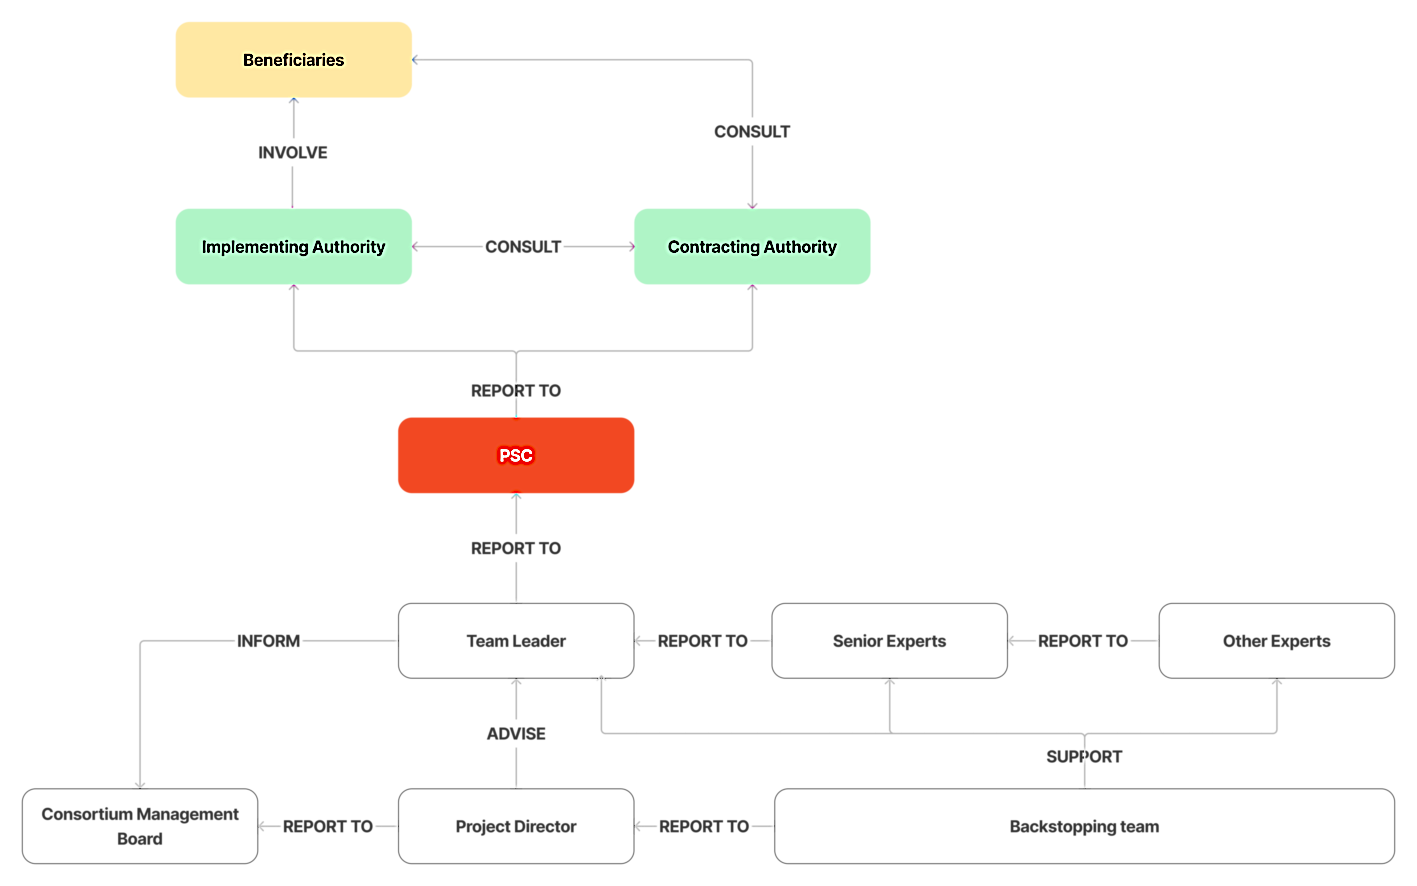 Beneficiaries
CONSULT
INVOLVE
Implementing Authority
CONSULT
Contracting Authority
REPORT TO
PSC
REPORT TO
INFORM
Team Leader
REPORT TO
Senior Experts
REPORT TO
Other Experts
ADVISE
SUPPORT
Consortium Management
Board
REPORT TO
Project Director
REPORT TO
Backstopping team